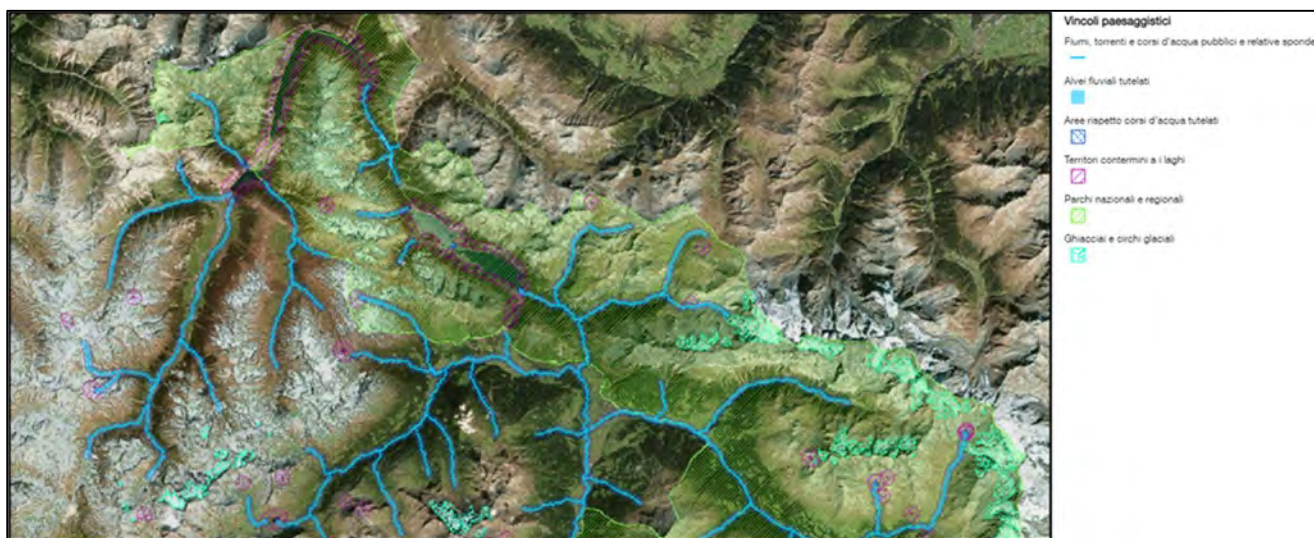 Vincoli paesaggistici
Fiumi, torrenti e corsi d'acqua pubblici e relative sponde
Alvei fluviali tutelati
Aree rispetto corsi d'acqua tutelati
Territori contermini a i laghi
Parchi nazionali e regionali
Ghiacciai e circhi glaciali